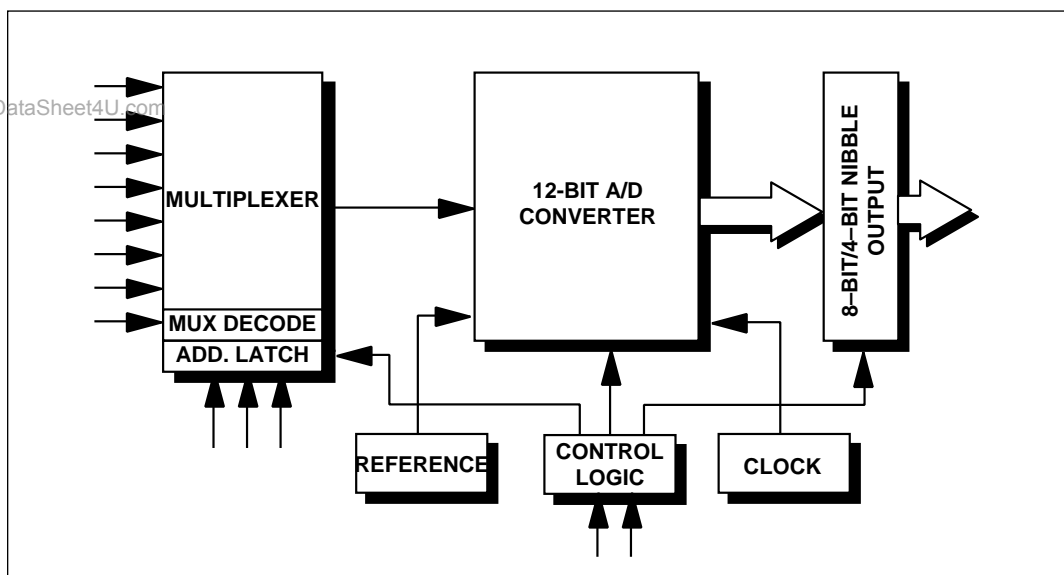 DataSheet4U.com
MULTIPLEXER
MUX DECODE
ADD. LATCH
12-BIT A/D
CONVERTER
8–BIT/4–BIT NIBBLE
OUTPUT
REFERENCE
CONTROL
LOGIC
CLOCK